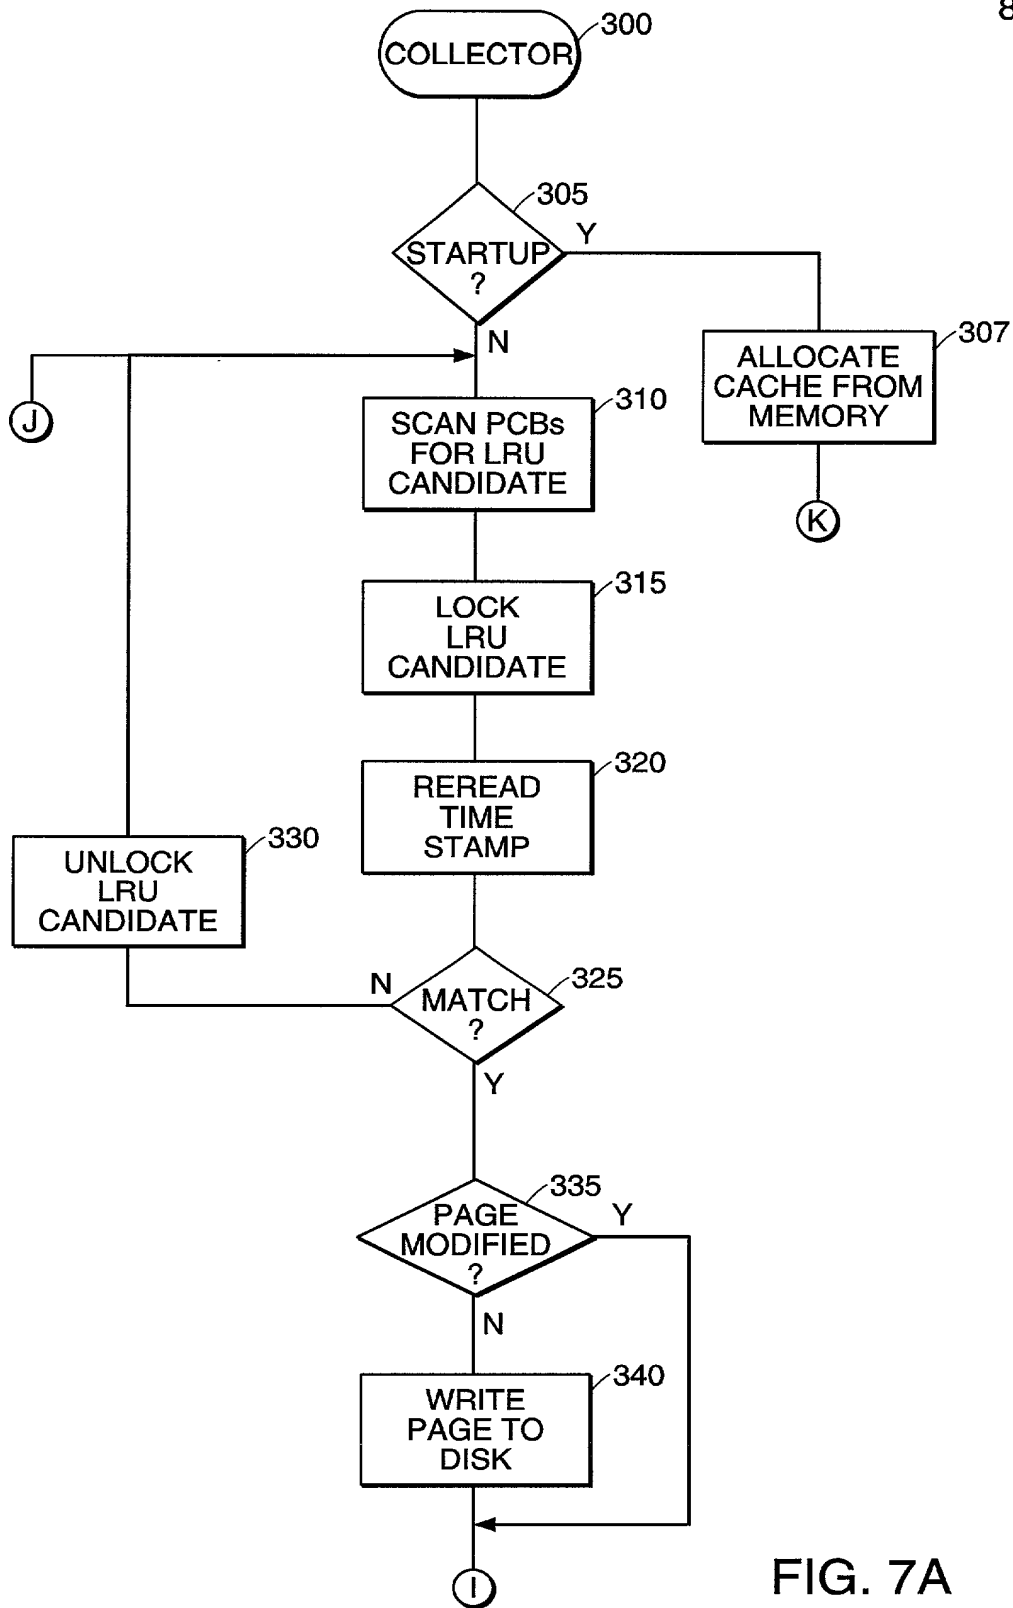 8
COLLECTOR
300
305
STARTUP
?
Y
N
307
ALLOCATE
CACHE FROM
MEMORY
J
310
SCAN PCBs
FOR LRU
CANDIDATE
K
315
LOCK
LRU
CANDIDATE
320
REREAD
TIME
STAMP
330
UNLOCK
LRU
CANDIDATE
325
N
MATCH
?
Y
335
PAGE
MODIFIED
?
Y
N
340
WRITE
PAGE TO
DISK
I
FIG. 7A